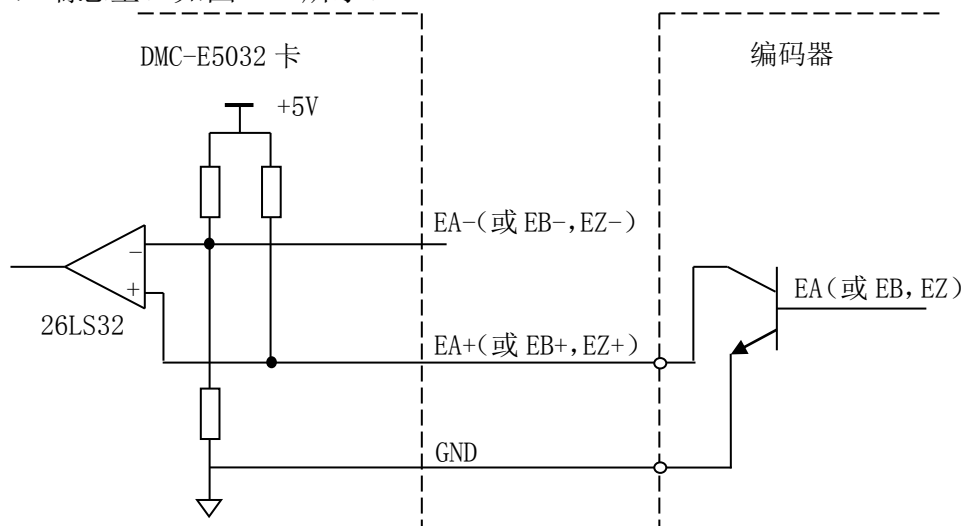 DMC-E5032 卡
编码器
+5V
EA-(或 EB-,EZ-)
−
+
EA(或 EB, EZ)
26LS32
EA+(或 EB+,EZ+)
GND